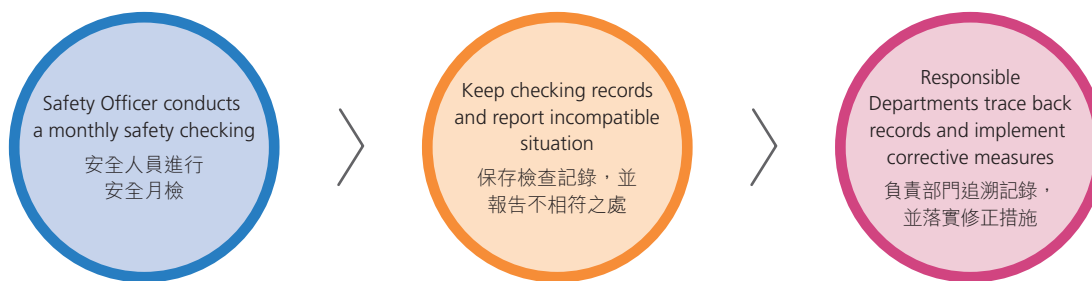 Safety Officer conducts
a monthly safety checking
安全人員進行
安全月檢
Keep checking records
and report incompatible
situation
保存檢查記錄，並
報告不相符之處
Responsible
Departments trace back
records and implement
corrective measures
負責部門追溯記錄，
並落實修正措施